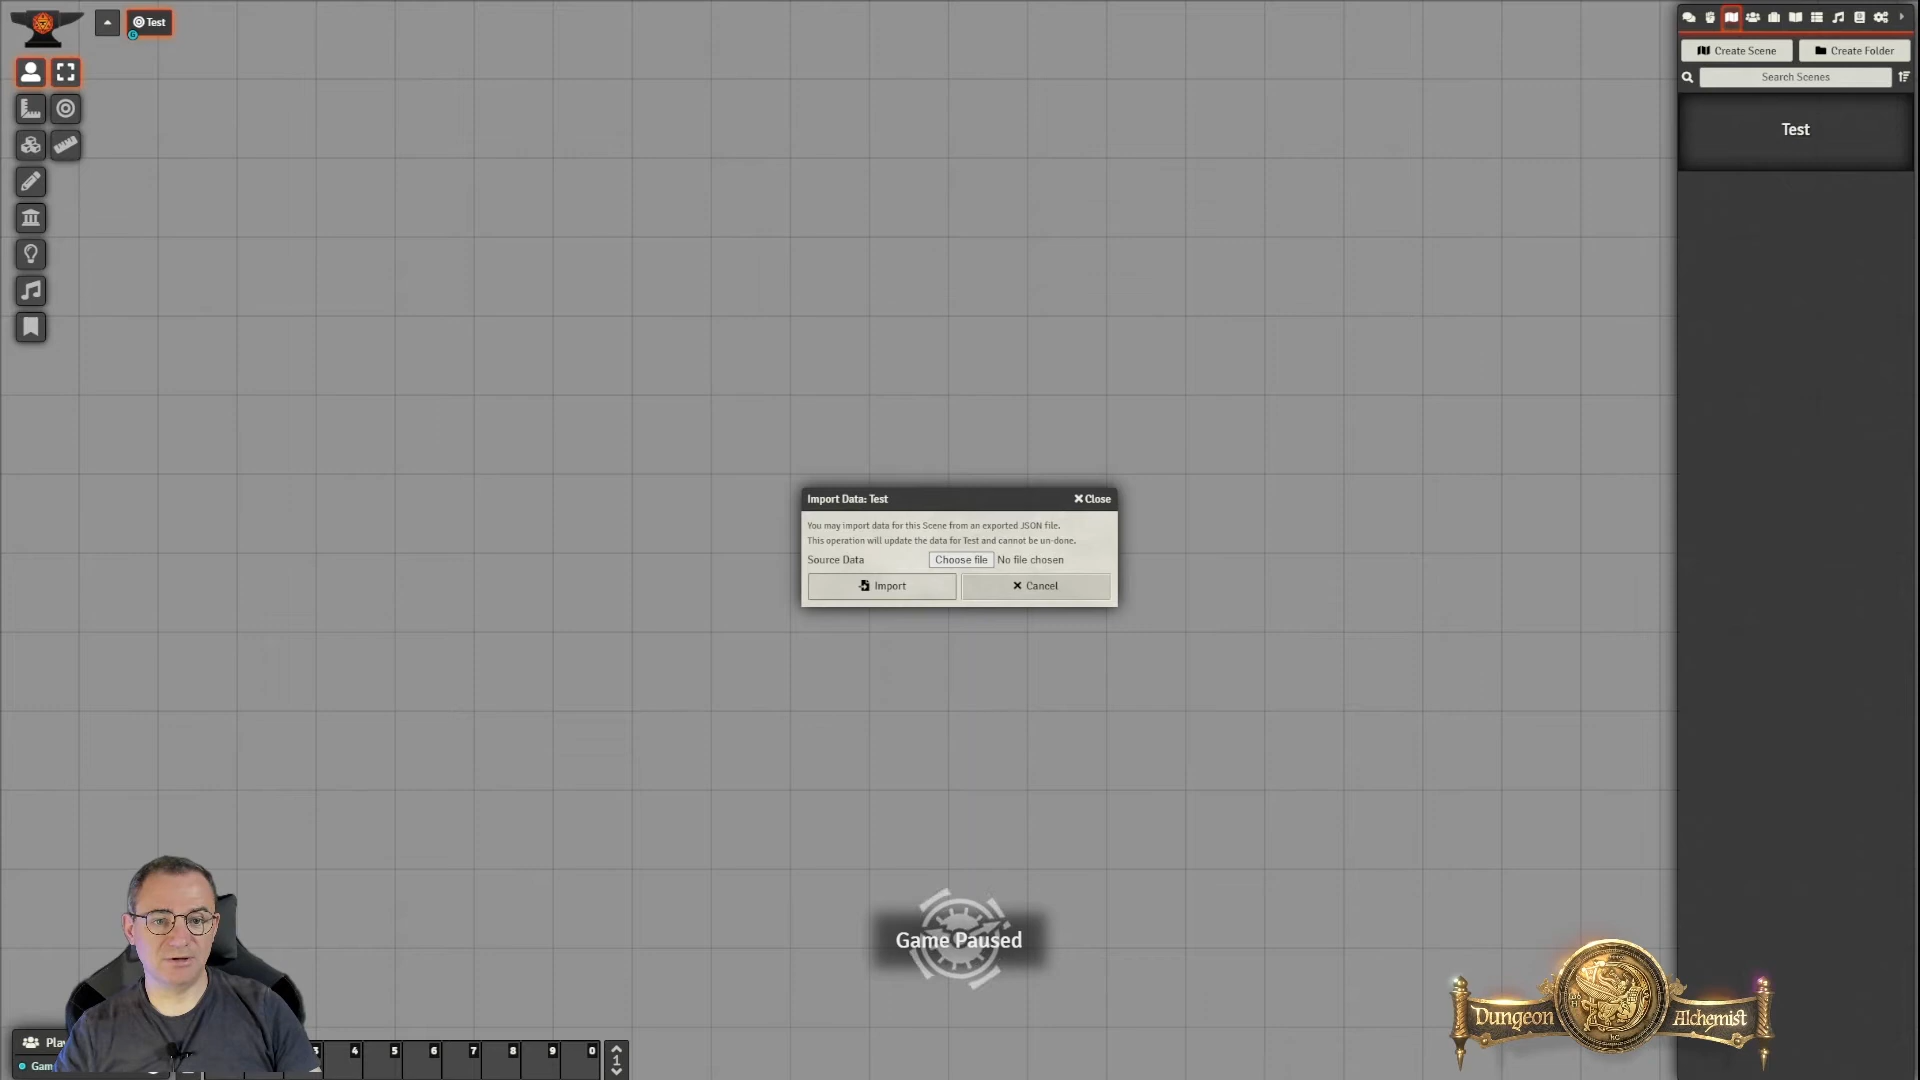 Test
G
Create Scene
Create Folder
Search Scenes
Test
Import Data: Test
Close
You may import data for this Scene from an exported JSON file.
This operation will update the data for Test and cannot be un-done.
Source Data
Choose file
No file chosen
Import
Cancel
Game Paused
Dungeon Alchemist
Play
Gam
3 4 5 6 7 8 9 0
1